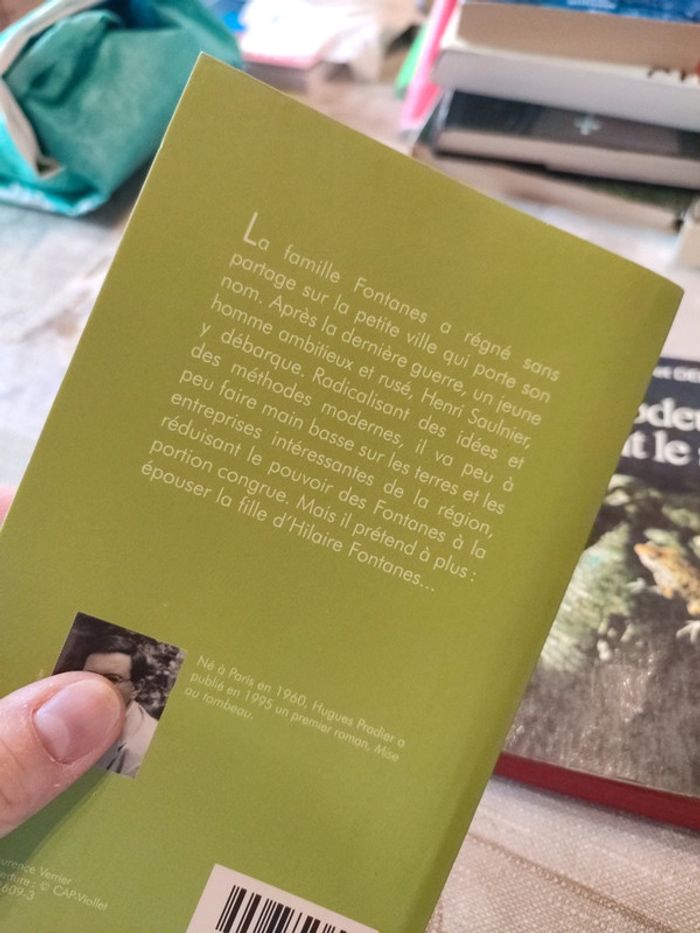 La famille Fontanes a régné sans
partage sur la petite ville qui porte son
nom. Après la dernière guerre, un jeune
homme ambitieux et rusé, Henri Saulnier,
y débarque. Radicalisant des idées et
des méthodes modernes, il va peu à
peu faire main basse sur les terres et les
entreprises intéressantes de la région,
réduisant le pouvoir des Fontanes à la
portion congrue. Mais il prétend à plus :
épouser la fille d'Hilaire Fontanes...
Né à Paris en 1960, Hugues Pradier a
publié en 1995 un premier roman, Mise
au tombeau.
urence Verrier
: © CAP-Viollet
609-3